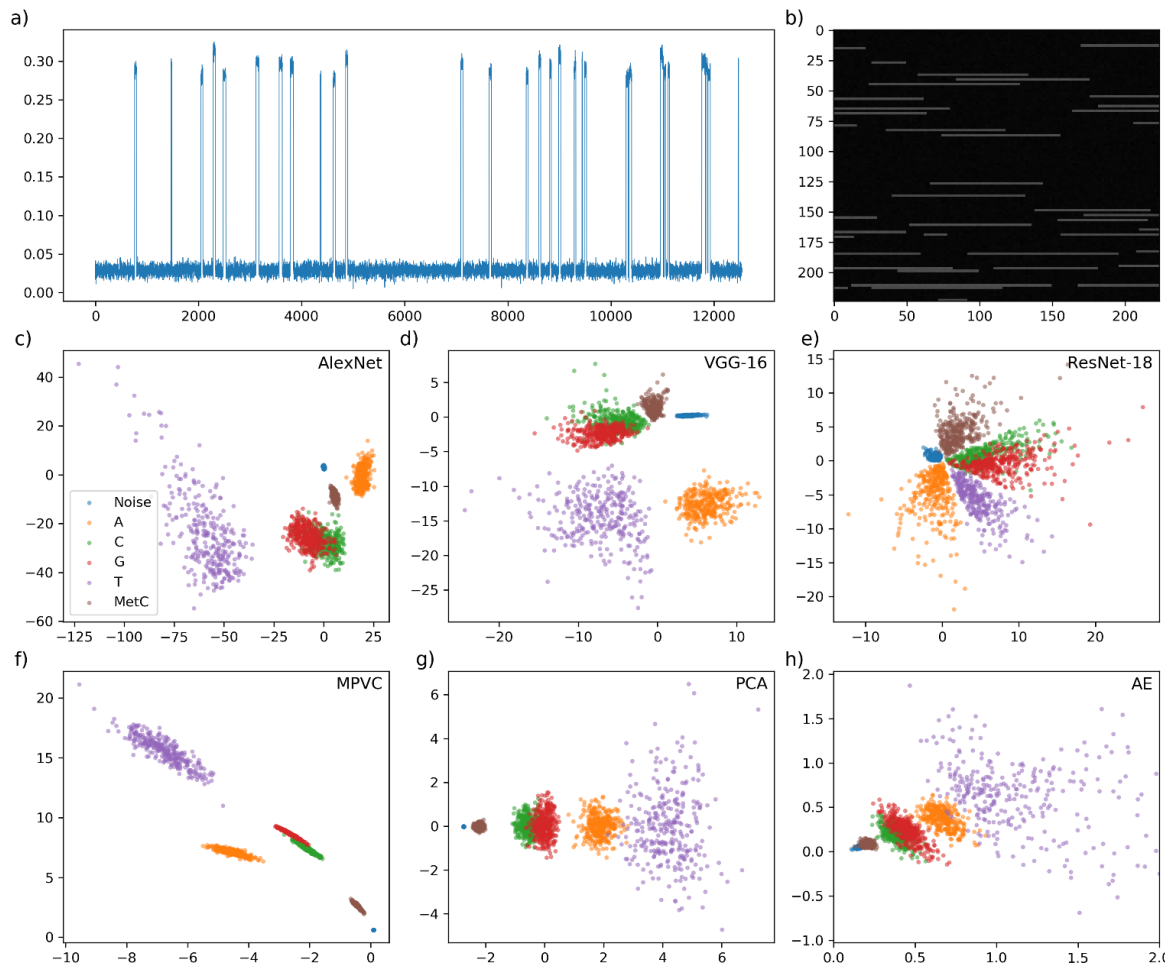 a)
0.30
0.25
0.20
0.15
0.10
0.05
0.00
0 2000 4000 6000 8000 10000 12000
b)
0
25
50
75
100
125
150
175
200
0 50 100 150 200
c)
AlexNet
40
20
0
−20
−40
−60
Noise
A
C
G
T
MetC
−125 −100 −75 −50 −25 0 25
d)
VGG-16
5
0
−5
−10
−15
−20
−25
−20 −10 0 10
e)
ResNet-18
15
10
5
0
−5
−10
−15
−20
−10 0 10 20
f)
MPVC
20
15
10
5
0
−10 −8 −6 −4 −2 0
g)
PCA
6
4
2
0
−2
−4
−2 0 2 4 6
h)
AE
2.0
1.5
1.0
0.5
0.0
−0.5
−1.0
0.0 0.5 1.0 1.5 2.0